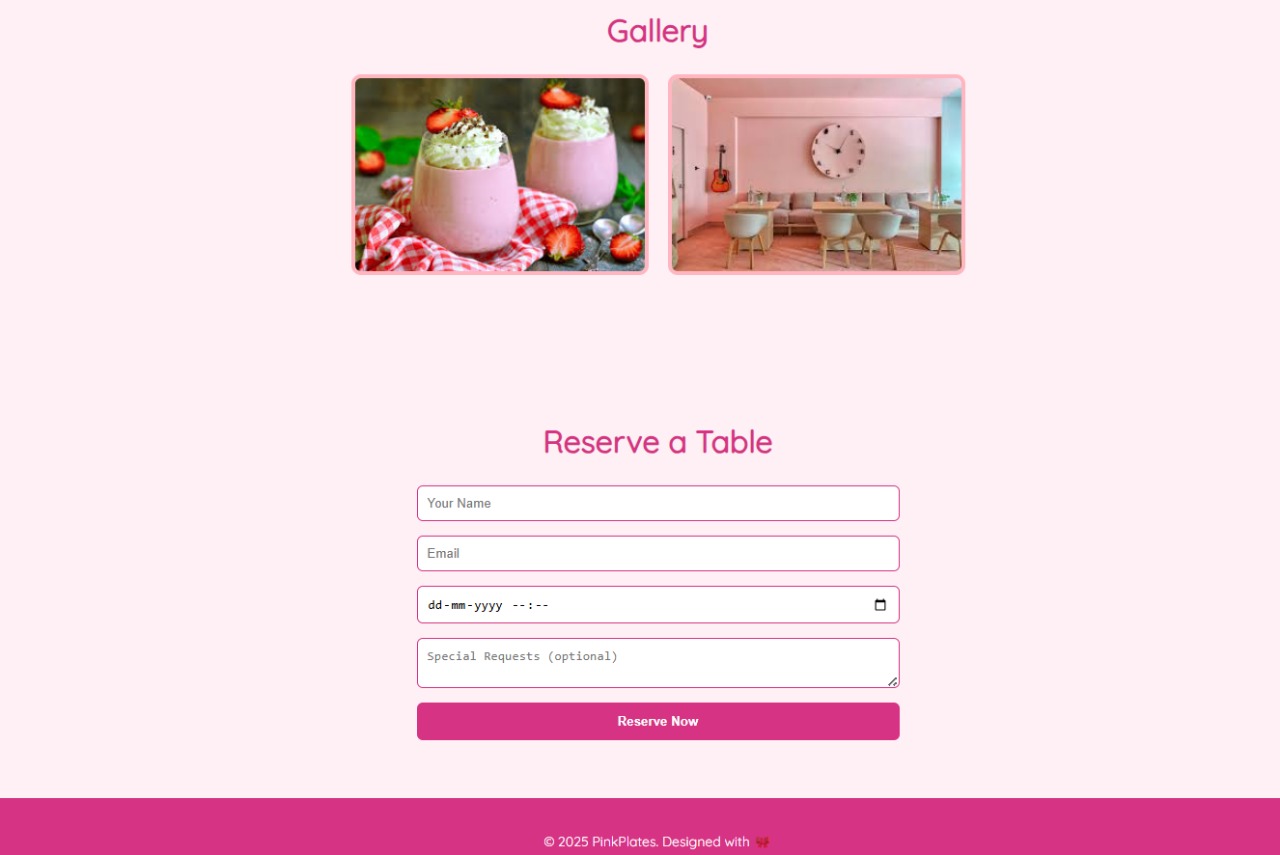 Gallery
Reserve a Table
Your Name
Email
dd-mm-yyyy --:--
Special Requests (optional)
Reserve Now
© 2025 PinkPlates. Designed with 🎀